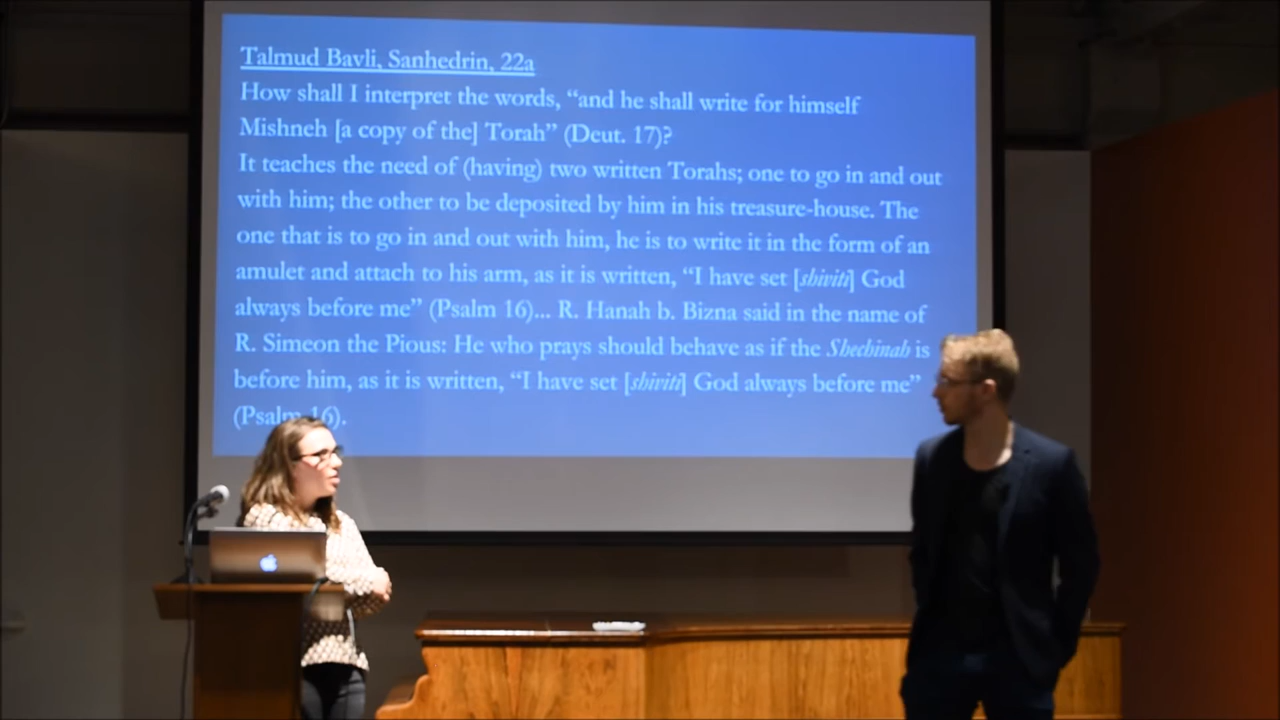 Talmud Bavli, Sanhedrin, 22a
How shall I interpret the words, “and he shall write for himself
Mishneh [a copy of the] Torah” (Deut. 17)?
It teaches the need of (having) two written Torahs; one to go in and out
with him; the other to be deposited by him in his treasure-house. The
one that is to go in and out with him, he is to write it in the form of an
amulet and attach to his arm, as it is written, “I have set [shiviti] God
always before me” (Psalm 16)... R. Hanah b. Bizna said in the name of
R. Simeon the Pious: He who prays should behave as if the Shechinah is
before him, as it is written, “I have set [shiviti] God always before me”
(Psalm 16).